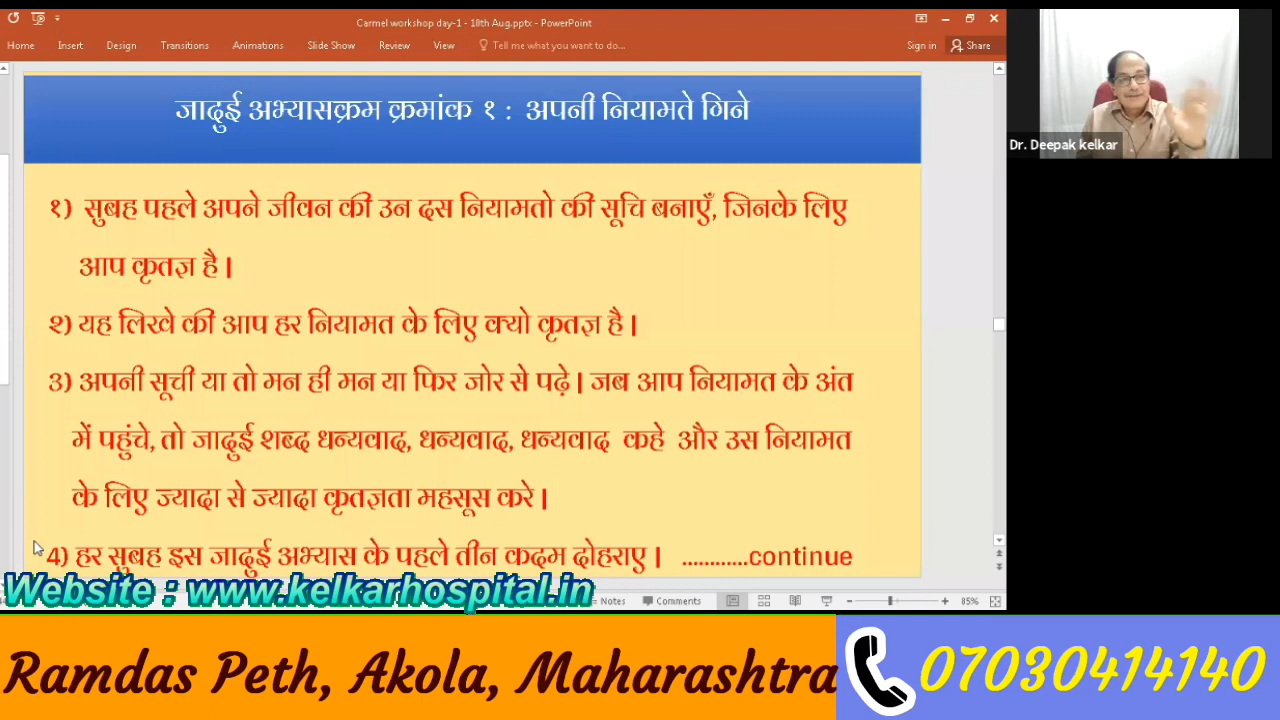 Carmel workshop day-1 - 10th Aug.pptx - PowerPoint
Home Insert Design Transitions Animations Slide Show Review View Tell me what you want to do... Sign in Share
जादुई अभ्यासक्रम क्रमांक १ : अपनी नियामते गिने
१) सुबह पहले अपने जीवन की उन दस नियामतो की सूचि बनाएँ, जिनके लिए
आप कृतज्ञ है |
२) यह लिखे की आप हर नियामत के लिए क्यो कृतज्ञ है |
३) अपनी सूची या तो मन ही मन या फिर जोर से पढ़े | जब आप नियामत के अंत
में पहुंचे, तो जादुई शब्द धन्यवाद, धन्यवाद, धन्यवाद कहे और उस नियामत
के लिए ज्यादा से ज्यादा कृतज्ञता महसूस करे |
4) हर सुबह इस जादुई अभ्यास के पहले तीन कदम दोहराए | ............continue
Dr. Deepak kelkar
Website : www.kelkarhospital.in
Notes Comments 85%
Ramdas Peth, Akola, Maharashtra
07030414140